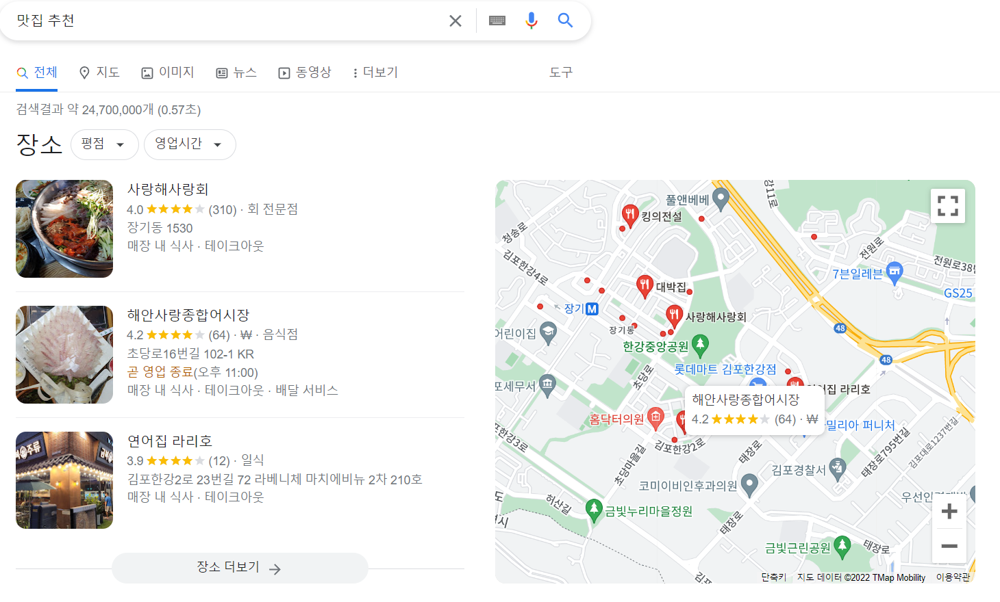 맛집 추천
전체 지도 이미지 뉴스 동영상 더보기 도구
검색결과 약 24,700,000개 (0.57초)
장소 평점 영업시간
사랑해사랑회
4.0 (310) · 회 전문점
장기동 1530
매장 내 식사 · 테이크아웃
해안사랑종합어시장
4.2 (64) · ₩ · 음식점
초당로16번길 102-1 KR
곧 영업 종료(오후 11:00)
매장 내 식사 · 테이크아웃 · 배달 서비스
연어집 라리호
3.9 (12) · 일식
김포한강2로 23번길 72 라베니체 마치에비뉴 2차 210호
매장 내 식사 · 테이크아웃
장소 더보기
강11로
풀앤베베
킹의전설
청송로
전원로
전원로38번
김포한강4로
7븐일레븐
GS25
대박집
장기 M
사랑해사랑회
장기동
48
어린이집
한강중앙공원
48
롯데마트 김포한강점
초당로
포세무서
연어집 라리호
해안사랑종합어시장
4.2 (64) · ₩
홈닥터의원
밀리아 퍼니처
포한강3로
김포한강2로
태장로
태장로795번길
김포대로1237번길
초당마을길
김포경찰서
코미이비인후과의원
도
허산길
금빛누리마을정원
시
태장로
금빛근린공원
태장로
단축키 지도 데이터 ©2022 TMap Mobility 이용약관